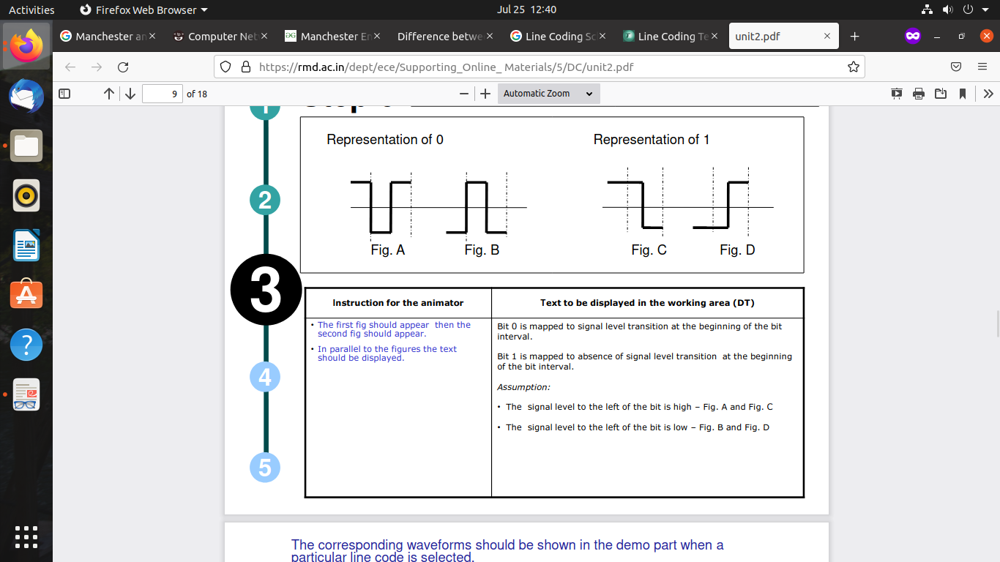 Activities
Firefox Web Browser
Jul 25 12:40
Manchester an
Computer Net
Manchester En
Difference betwe
Line Coding Sc
Line Coding Te
unit2.pdf
https://rmd.ac.in/dept/ece/Supporting_Online_ Materials/5/DC/unit2.pdf
9 of 18
Automatic Zoom
1
2
3
4
5
Representation of 0
Representation of 1
Fig. A
Fig. B
Fig. C
Fig. D
Instruction for the animator
Text to be displayed in the working area (DT)
• The first fig should appear then the
second fig should appear.
• In parallel to the figures the text
should be displayed.
Bit 0 is mapped to signal level transition at the beginning of the bit
interval.
Bit 1 is mapped to absence of signal level transition at the beginning
of the bit interval.
Assumption:
• The signal level to the left of the bit is high – Fig. A and Fig. C
• The signal level to the left of the bit is low – Fig. B and Fig. D
The corresponding waveforms should be shown in the demo part when a
particular line code is selected.